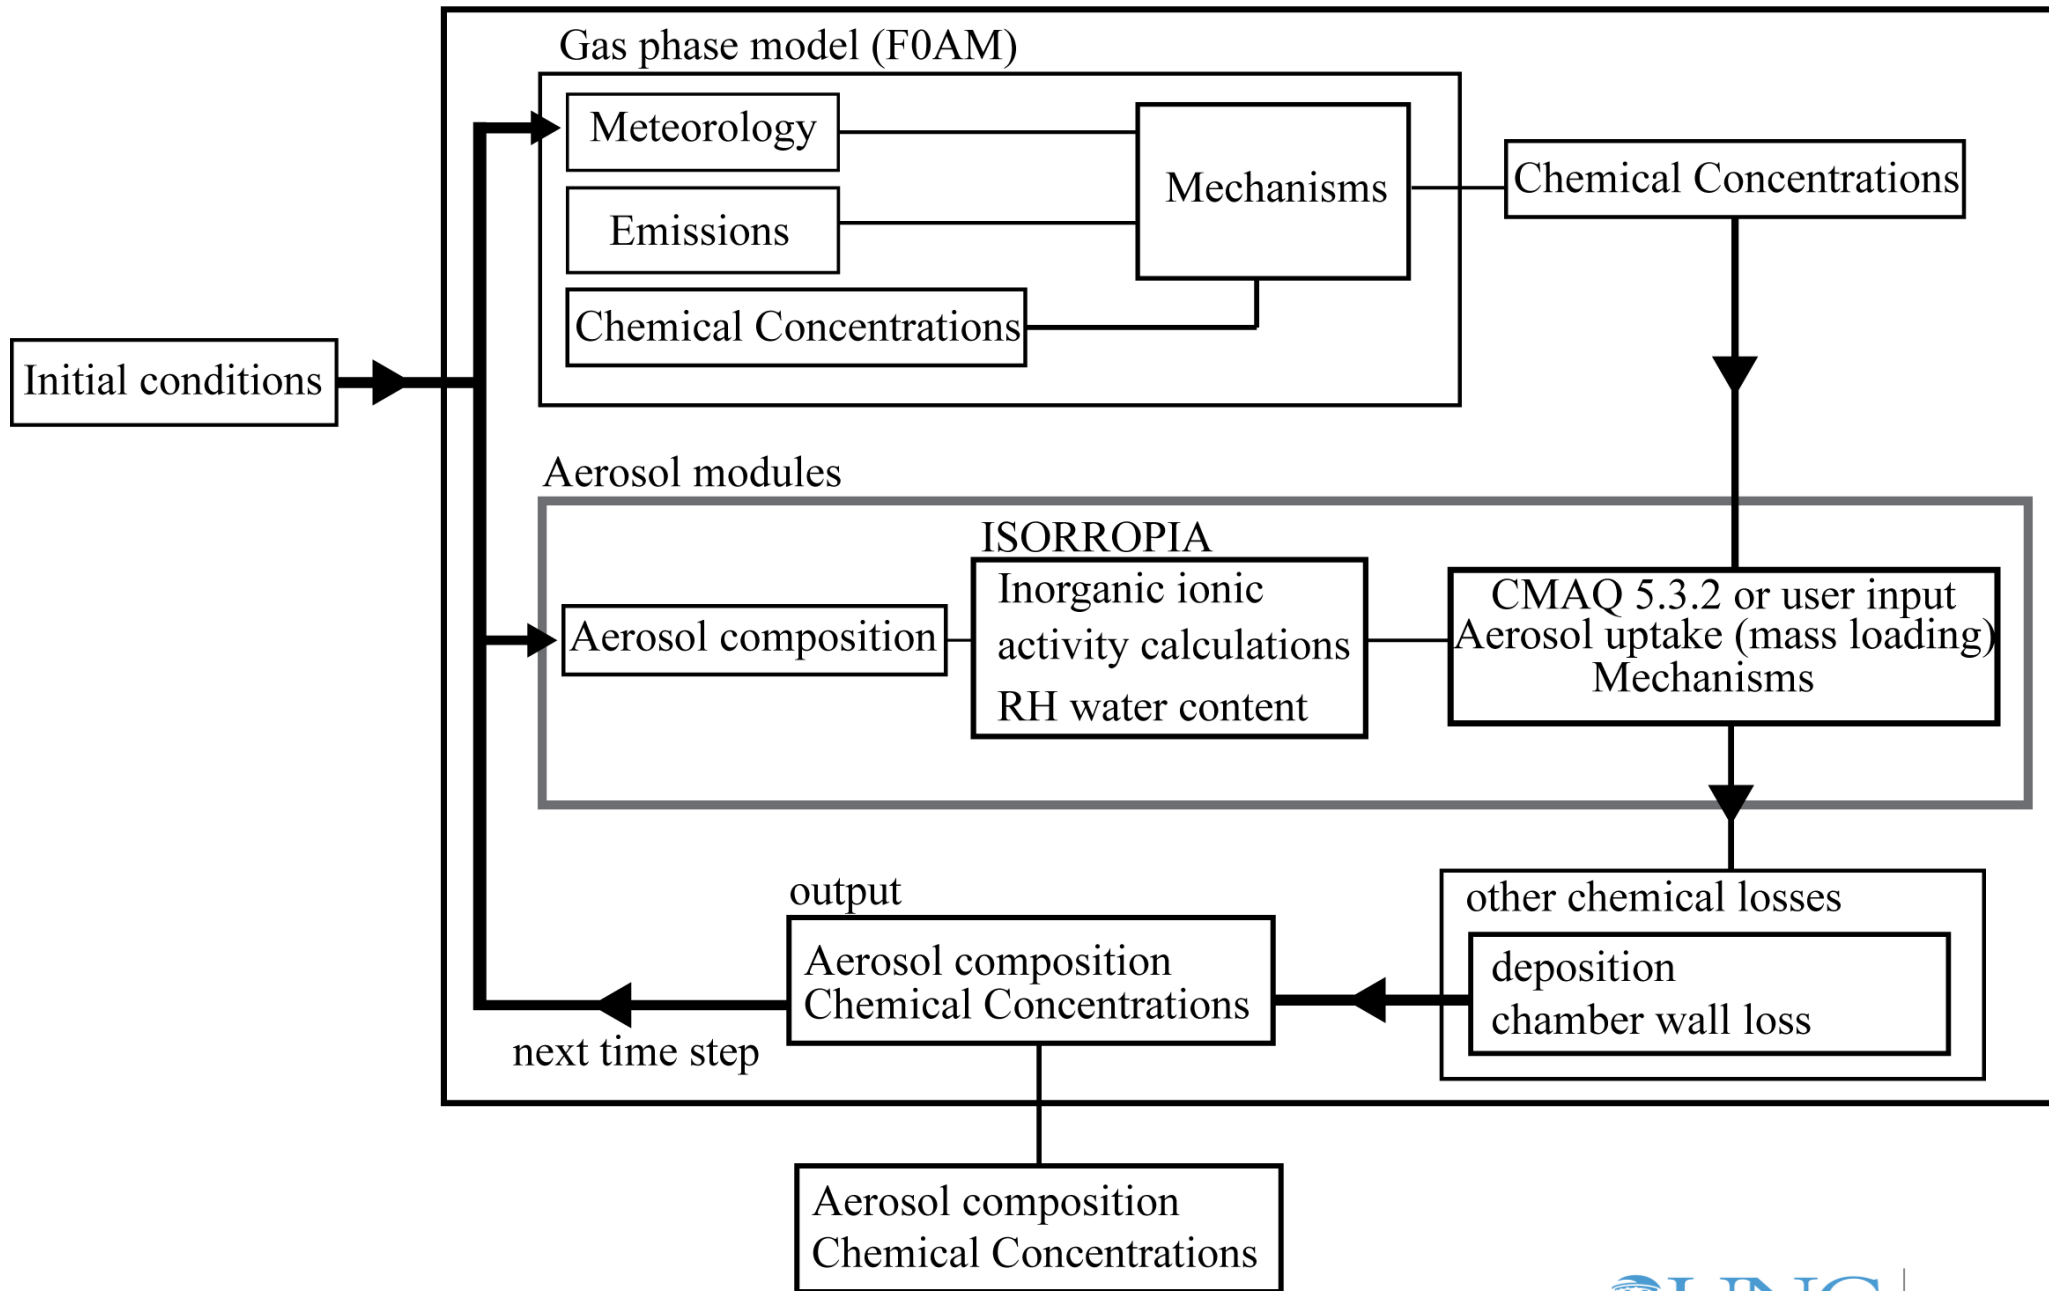 Gas phase model (F0AM)
Meteorology
Emissions
Chemical Concentrations
Mechanisms
Chemical Concentrations
Initial conditions
Aerosol modules
Aerosol composition
ISORROPIA
Inorganic ionic
activity calculations
RH water content
CMAQ 5.3.2 or user input
Aerosol uptake (mass loading)
Mechanisms
other chemical losses
deposition
chamber wall loss
output
Aerosol composition
Chemical Concentrations
next time step
Aerosol composition
Chemical Concentrations
UNC